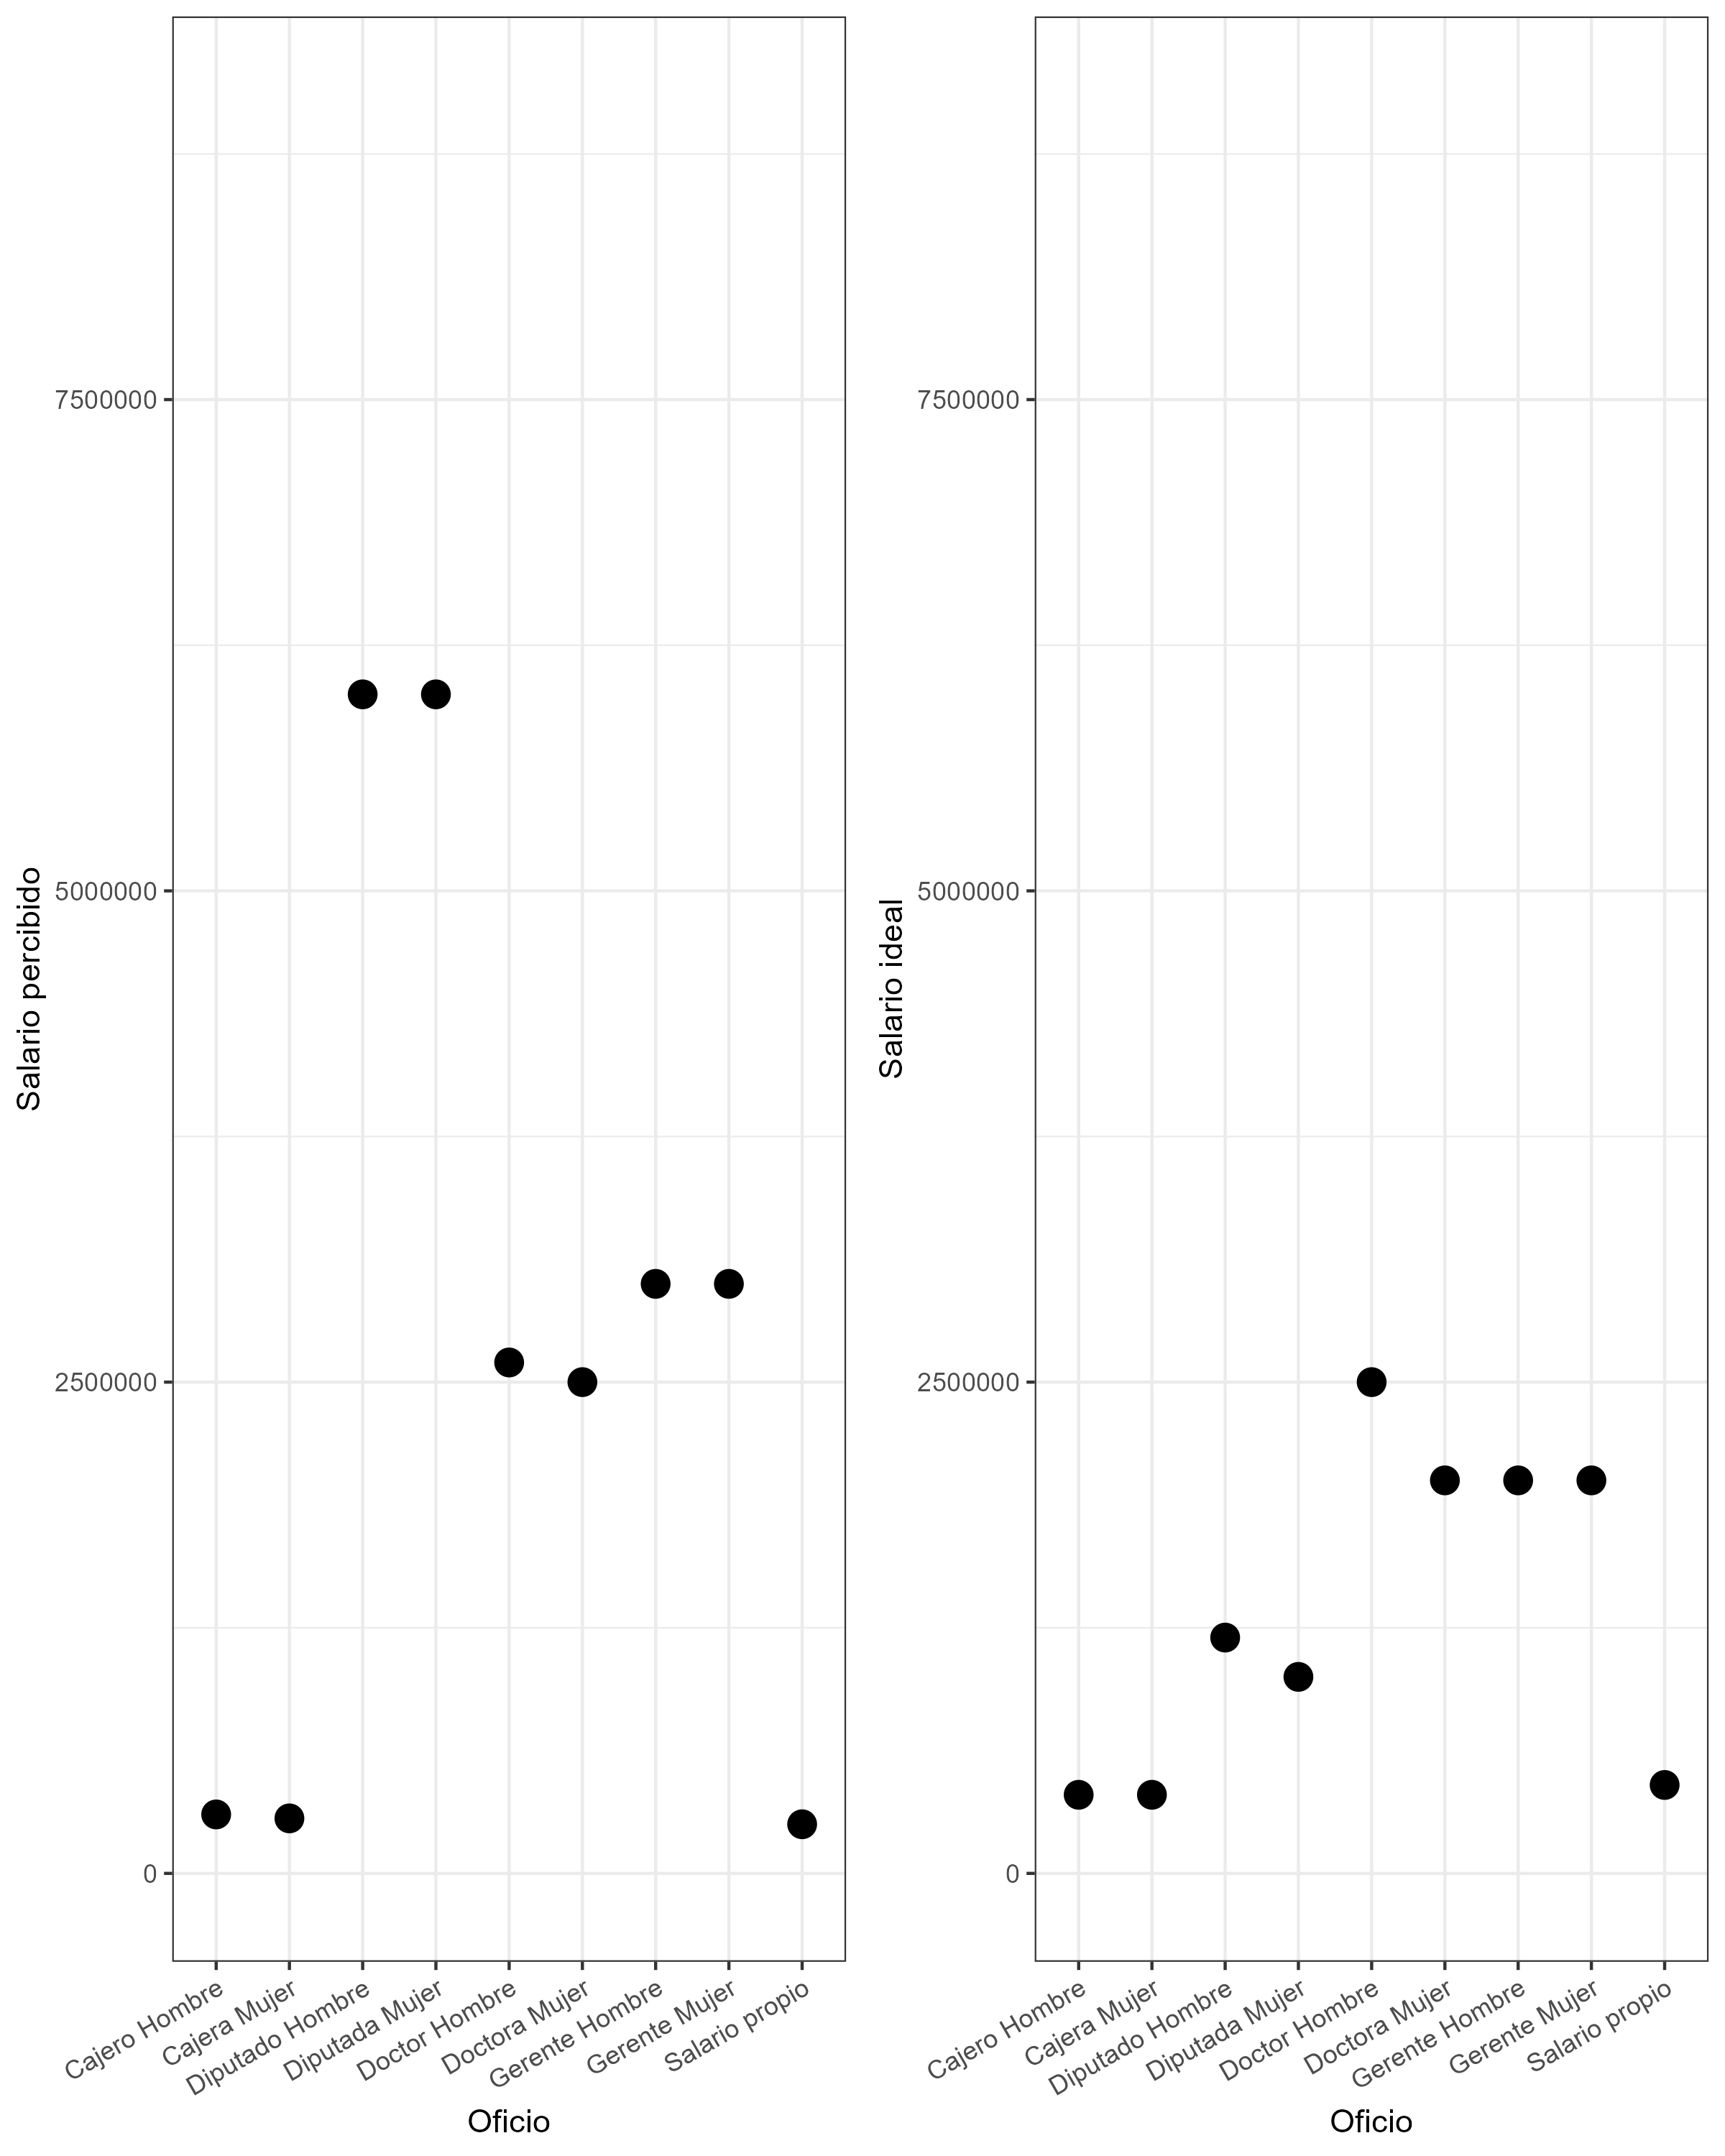 Salario percibido
7500000
5000000
2500000
0
Cajero Hombre
Cajera Mujer
Diputado Hombre
Diputada Mujer
Doctor Hombre
Doctora Mujer
Gerente Hombre
Gerente Mujer
Salario propio
Oficio
Salario ideal
7500000
5000000
2500000
0
Cajero Hombre
Cajera Mujer
Diputado Hombre
Diputada Mujer
Doctor Hombre
Doctora Mujer
Gerente Hombre
Gerente Mujer
Salario propio
Oficio